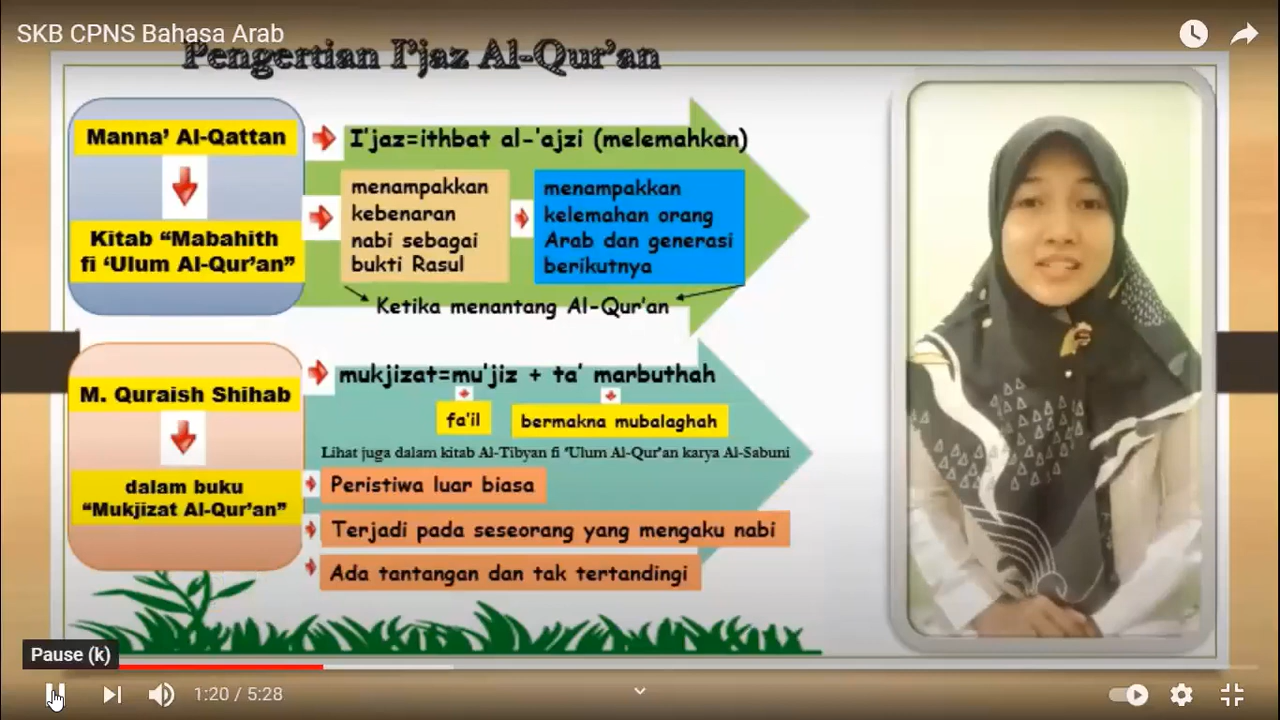 SKB CPNS Bahasa Arab
Pengertian I'jaz Al-Qur'an
Manna' Al-Qattan
Kitab "Mabahith
fi 'Ulum Al-Qur'an"
I'jaz=ithbat al-'ajzi (melemahkan)
menampakkan
kebenaran
nabi sebagai
bukti Rasul
menampakkan
kelemahan orang
Arab dan generasi
berikutnya
Ketika menantang Al-Qur'an
M. Quraish Shihab
dalam buku
"Mukjizat Al-Qur'an"
mukjizat=mu'jiz + ta' marbuthah
fa'il
bermakna mubalaghah
Lihat juga dalam kitab Al-Tibyan fi 'Ulum Al-Qur'an karya Al-Sabuni
Peristiwa luar biasa
Terjadi pada seseorang yang mengaku nabi
Ada tantangan dan tak tertandingi
Pause (k)
1:20 / 5:28